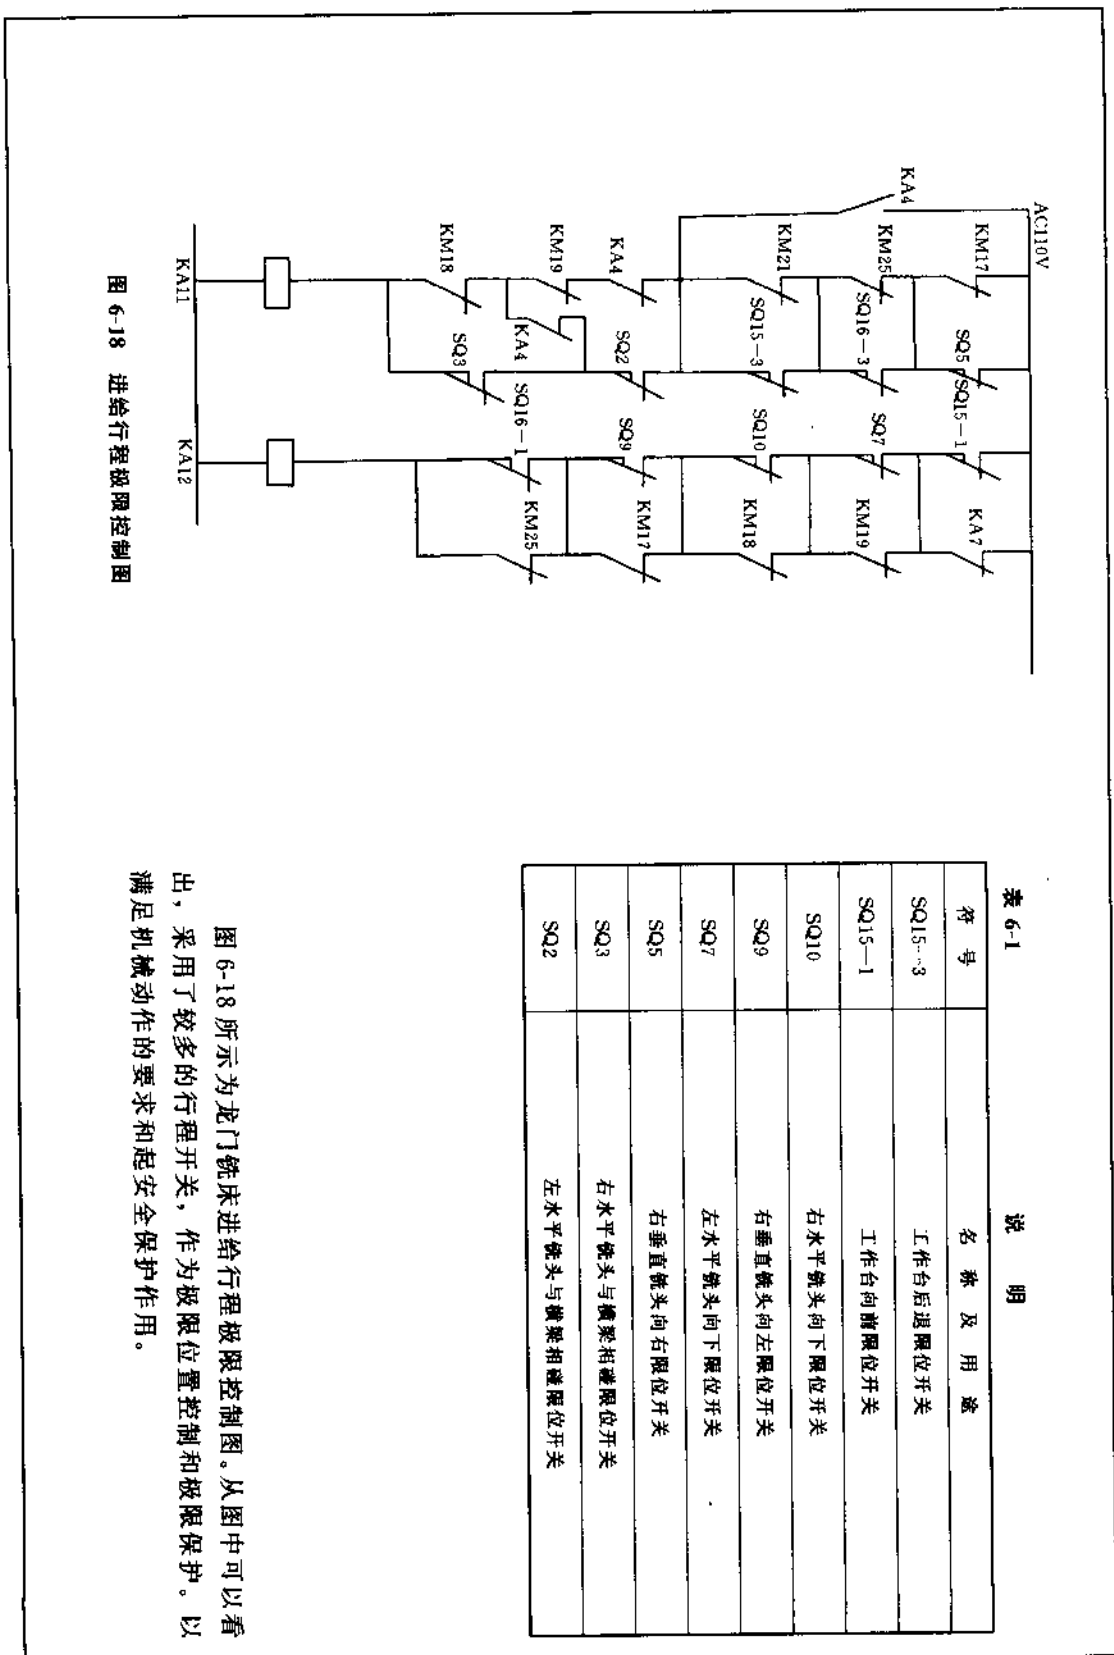 AC110V
KM17
SQ5
SQ15—1
KA7
KA4
KM25
SQ16—3
SQ7
KM19
KM21
SQ15—3
SQ10
KM18
KA4
SQ2
SQ9
KM17
KM19
KA4
SQ16—1
KM25
KM18
SQ3
KA11
KA12
图 6-18 进给行程极限控制图
表 6-1 说 明
符 号 名 称 及 用 途
SQ15--3 工作台后退限位开关
SQ15—1 工作台向前限位开关
SQ10 右水平铣头向下限位开关
SQ9 右垂直铣头向左限位开关
SQ7 左水平铣头向下限位开关
SQ5 右垂直铣头向右限位开关
SQ3 右水平铣头与横梁相碰限位开关
SQ2 左水平铣头与横梁相碰限位开关
图 6-18 所示为龙门铣床进给行程极限控制图。从图中可以看
出，采用了较多的行程开关，作为极限位置控制和极限保护。以
满足机械动作的要求和起安全保护作用。